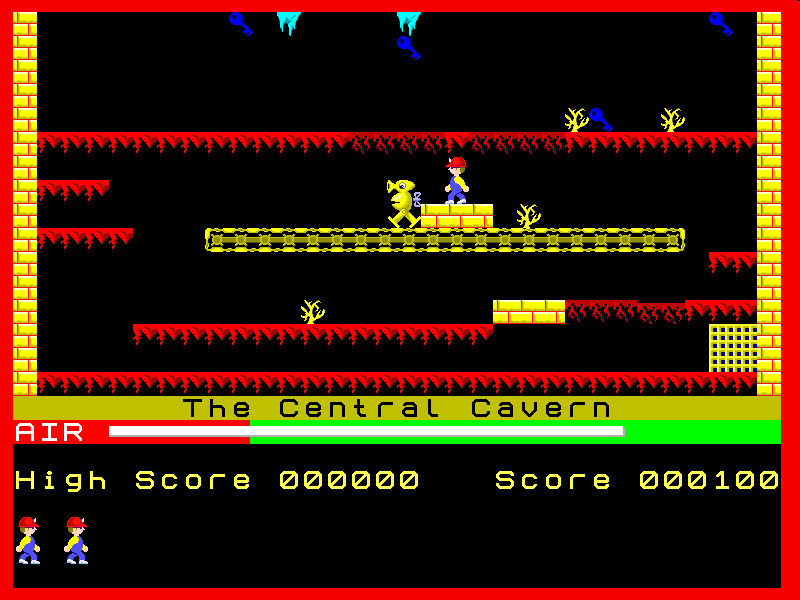 The Central Cavern
AIR
High Score 000000 Score 000100